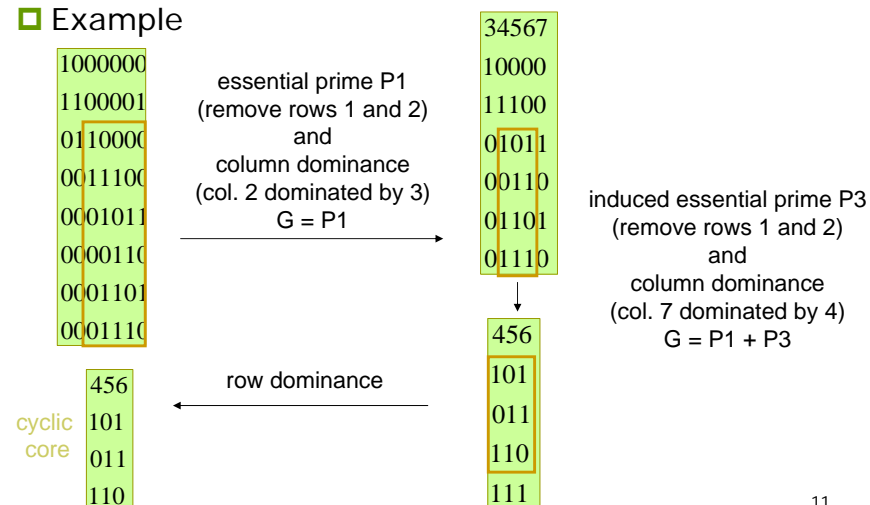 Example
1000000
1100001
0110000
0011100
0001011
0000110
0001101
0001110
essential prime P1
(remove rows 1 and 2)
and
column dominance
(col. 2 dominated by 3)
G = P1
34567
10000
11100
01011
00110
01101
01110
induced essential prime P3
(remove rows 1 and 2)
and
column dominance
(col. 7 dominated by 4)
G = P1 + P3
456
101
011
110
111
row dominance
cyclic
core
456
101
011
110
11